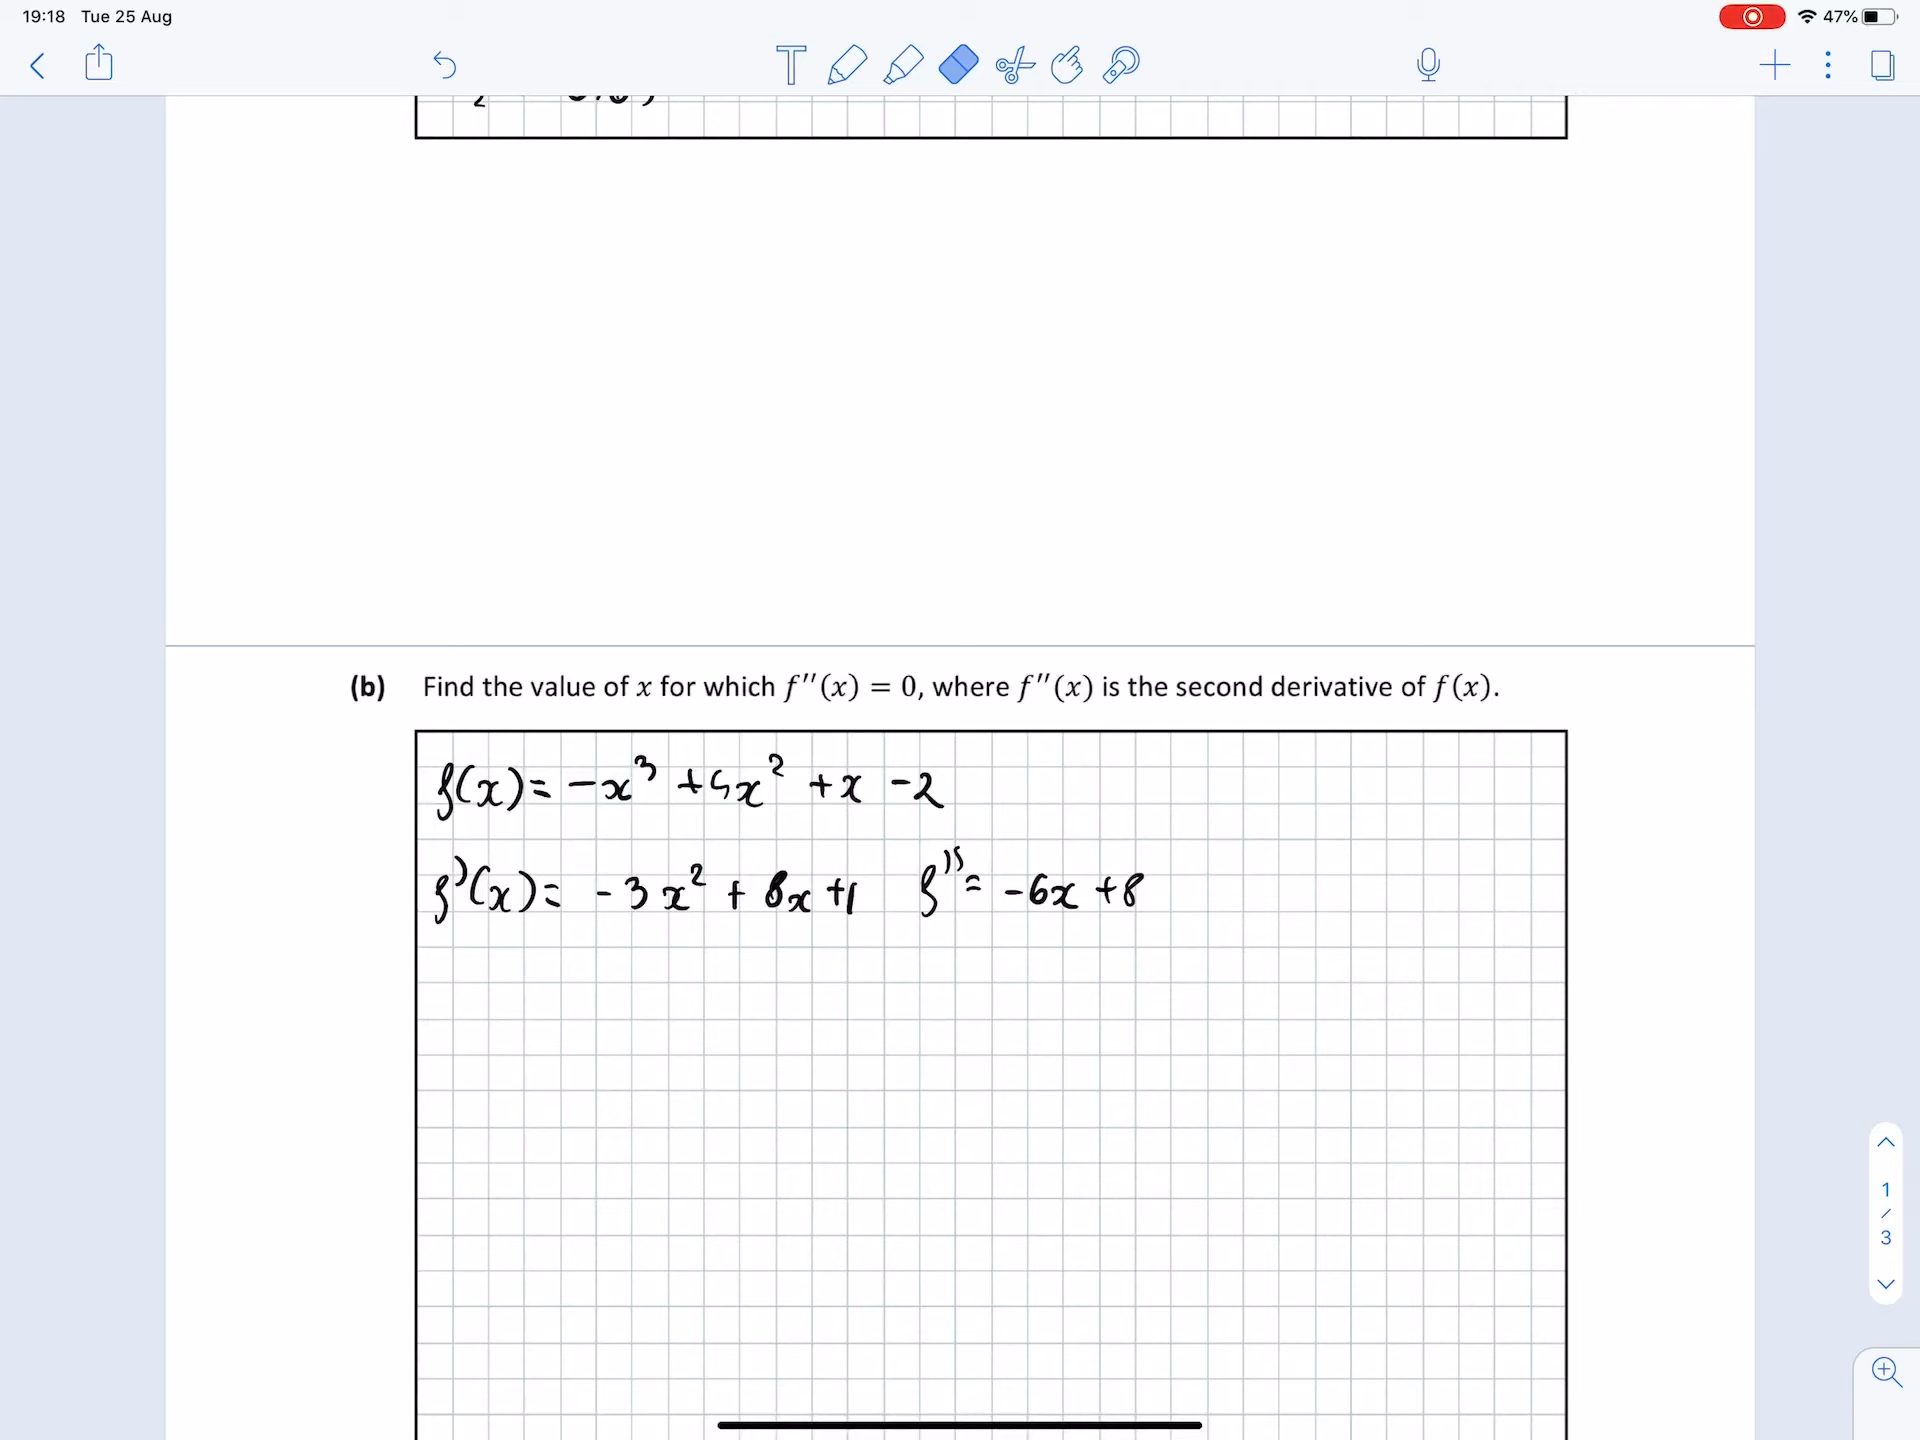 19:18 Tue 25 Aug
47%
T
(b) Find the value of x for which f''(x) = 0, where f''(x) is the second derivative of f(x).
f(x) = -x³ + 4x² + x - 2
f'(x) = -3x² + 8x + 1 f'' = -6x + 8
1
/
3